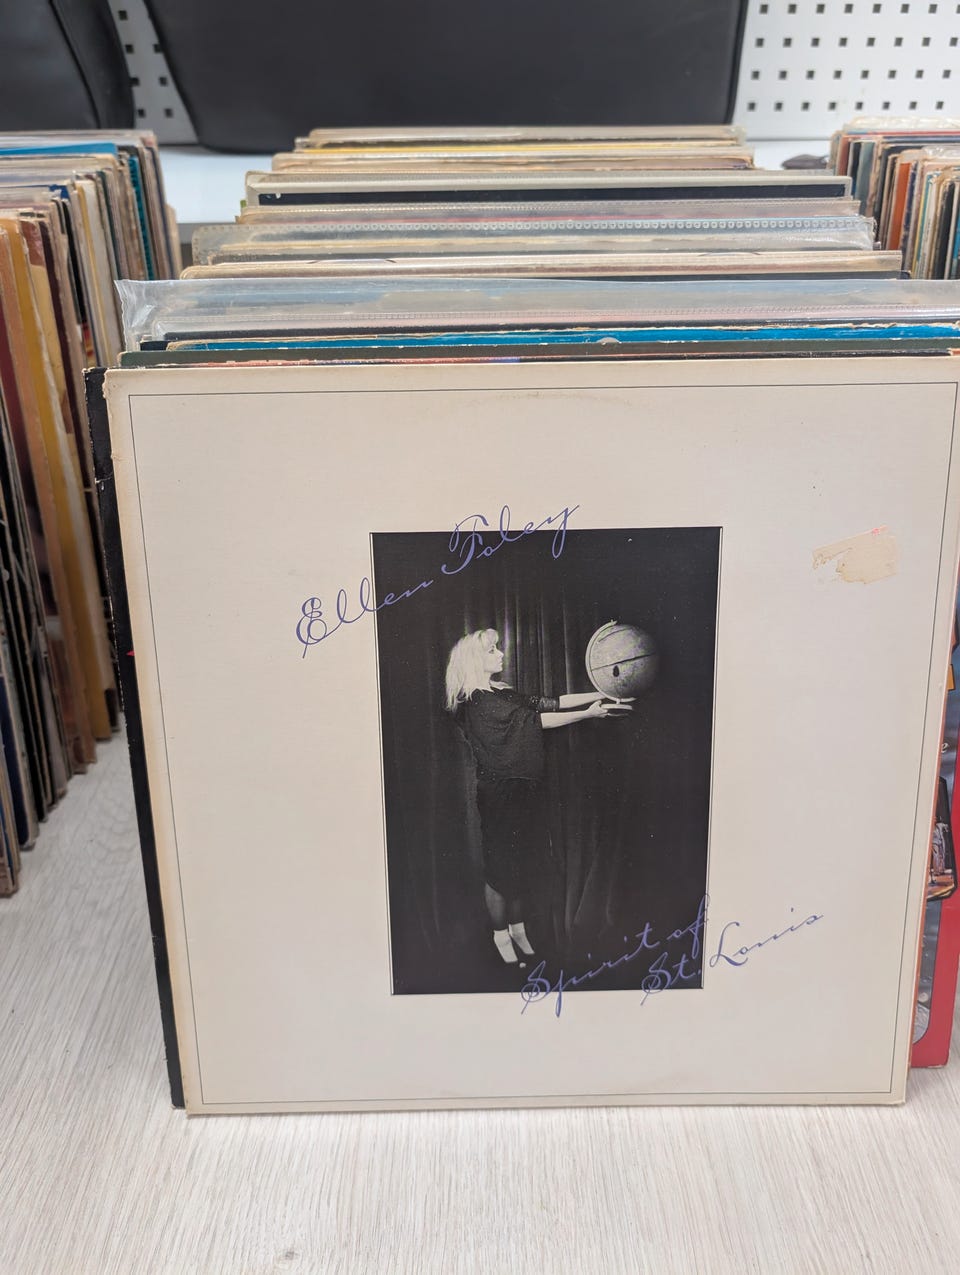 Ellen Foley
Spirit of
St. Louis